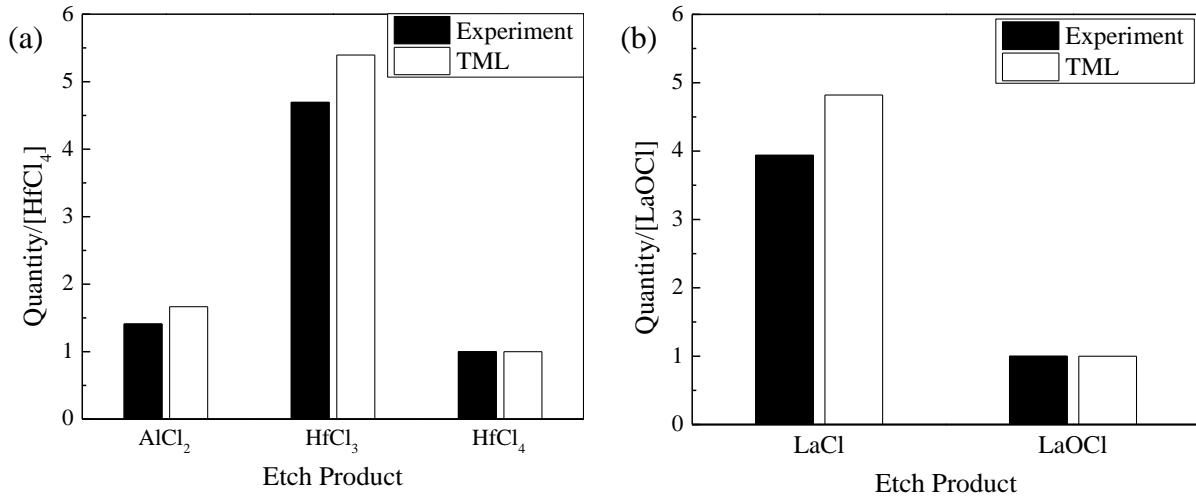 (a)
Experiment
TML
Quantity/[HfCl₄]
6
5
4
3
2
1
0
AlCl₂ HfCl₃ HfCl₄
Etch Product
(b)
Experiment
TML
Quantity/[LaOCl]
6
5
4
3
2
1
0
LaCl LaOCl
Etch Product